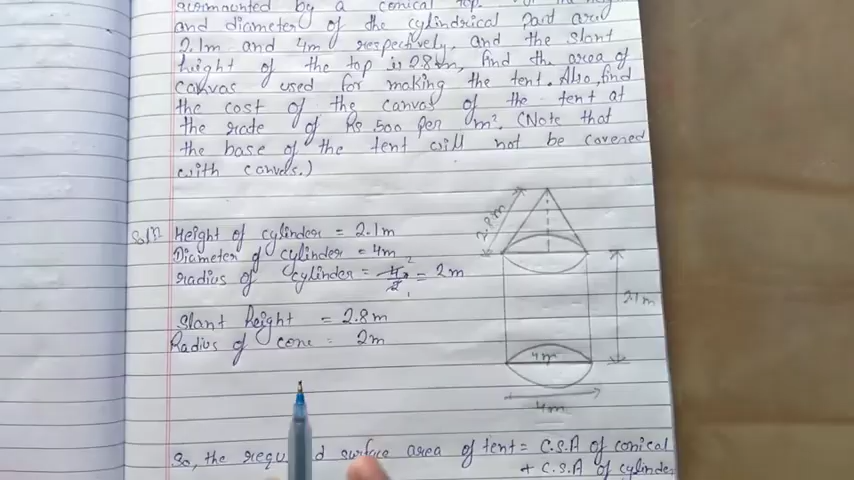 surmounted by a conical top.
and diameter of the cylindrical part are
2.1m and 4m respectively, and the slant
height of the top is 2.8m, find the area of
canvas used for making the tent. Also, find
the cost of the canvas of the tent at
the rate of Rs 500 per m². (Note that
the base of the tent will not be covered
with canvas.)
Soln Height of cylinder = 2.1m
Diameter of cylinder = 4m
radius of cylinder = 4/2 = 2m
Slant height = 2.8m
Radius of cone = 2m
2.8m
2.1m
4m
4m
So, the requ d surface area of tent = C.S.A of conical
+ C.S.A of cylinder